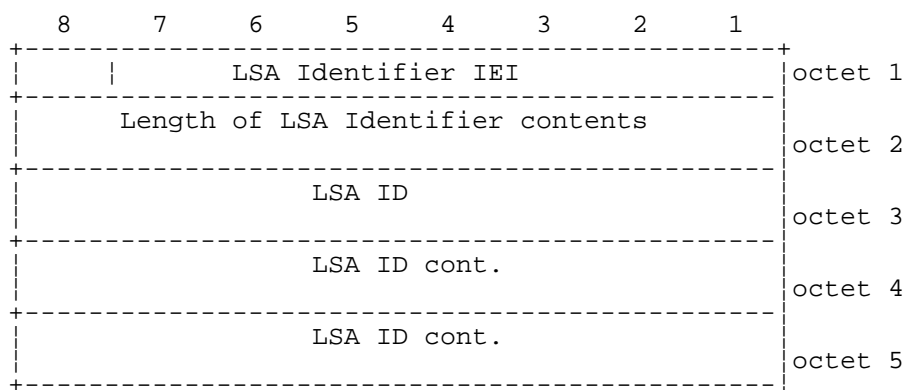 8 7 6 5 4 3 2 1
LSA Identifier IEI octet 1
Length of LSA Identifier contents
octet 2
LSA ID
octet 3
LSA ID cont.
octet 4
LSA ID cont.
octet 5